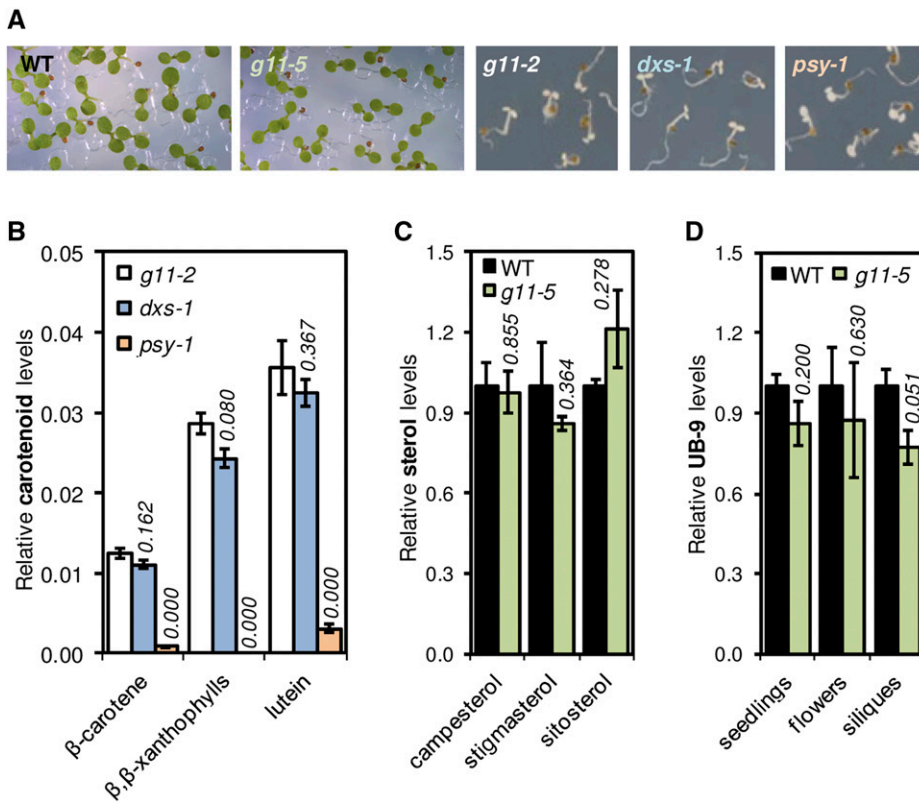 A
WT
g11-5
g11-2
dxs-1
psy-1
B
Relative carotenoid levels
0.05
0.04
0.03
0.02
0.01
0.00
g11-2
dxs-1
psy-1
0.162
0.000
0.080
0.000
0.367
0.000
β-carotene
β,β-xanthophylls
lutein
C
Relative sterol levels
1.5
1.2
0.9
0.6
0.3
0.0
WT
g11-5
0.855
0.364
0.278
campesterol
stigmasterol
sitosterol
D
Relative UB-9 levels
1.5
1.2
0.9
0.6
0.3
0.0
WT
g11-5
0.200
0.630
0.051
seedlings
flowers
siliques